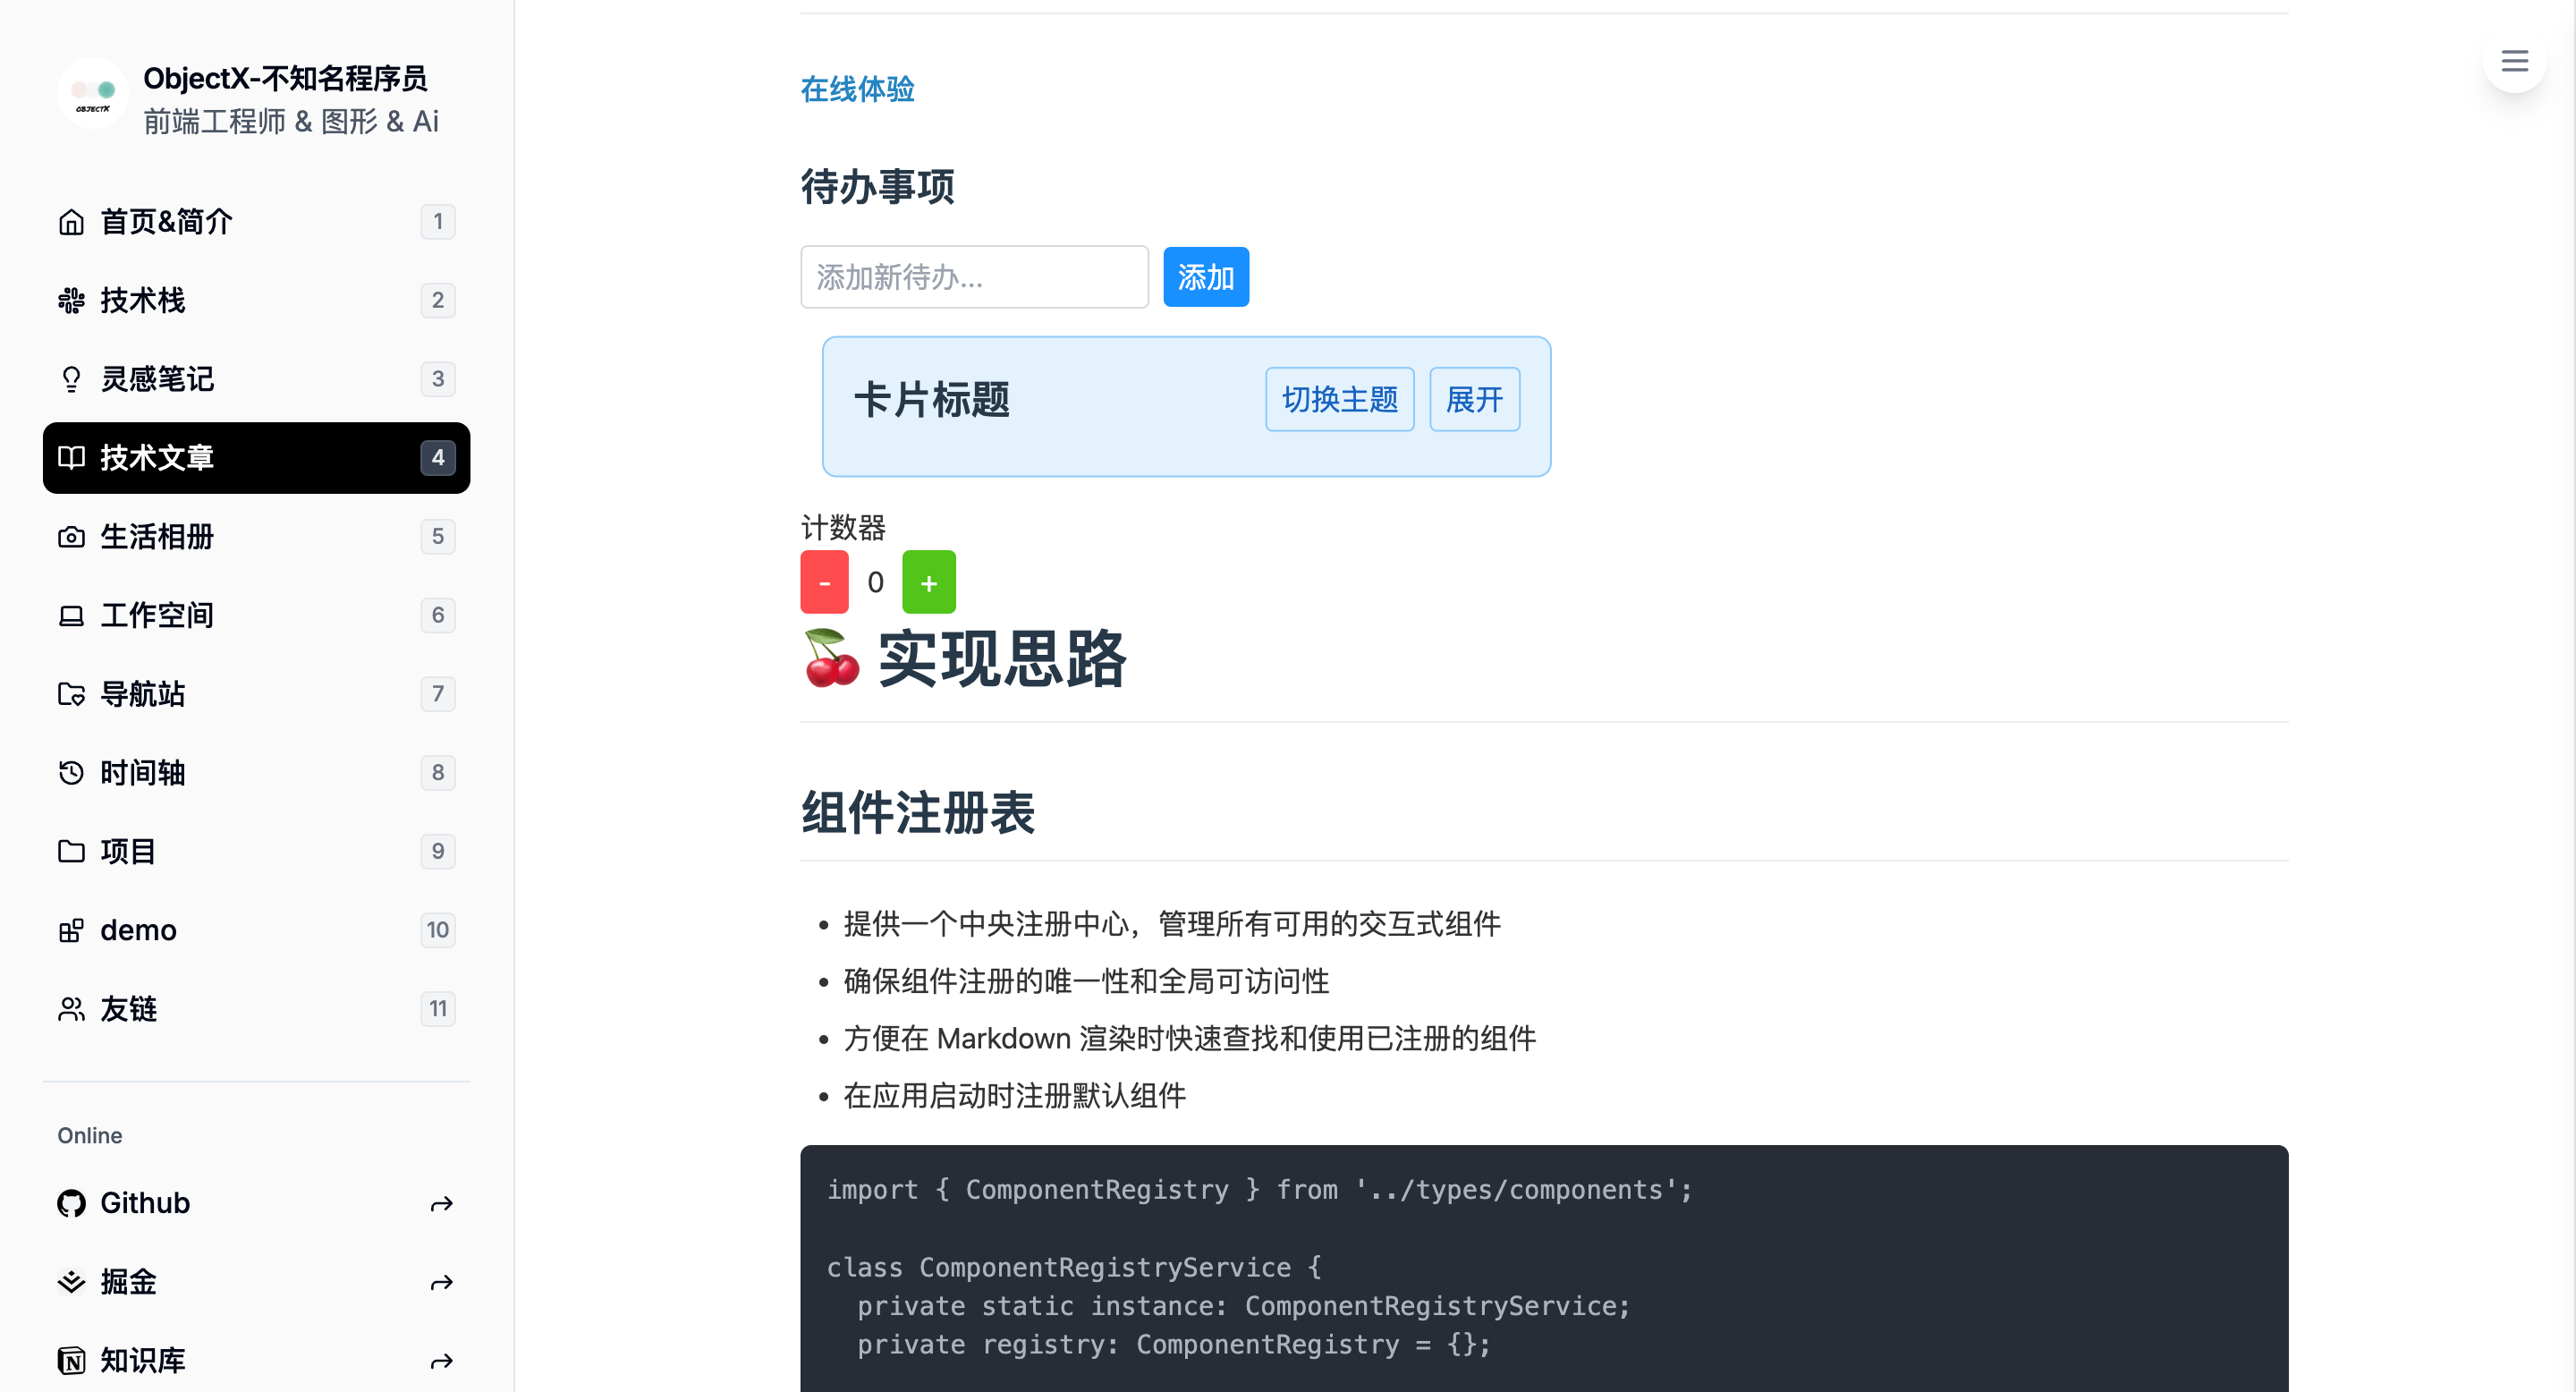 ObjectX-不知名程序员
前端工程师 & 图形 & Ai
首页&简介 1
技术栈 2
灵感笔记 3
技术文章 4
生活相册 5
工作空间 6
导航站 7
时间轴 8
项目 9
demo 10
友链 11
Online
Github
掘金
知识库
在线体验
待办事项
添加新待办... 添加
卡片标题 切换主题 展开
计数器
- 0 +
🍒 实现思路
组件注册表
• 提供一个中央注册中心，管理所有可用的交互式组件
• 确保组件注册的唯一性和全局可访问性
• 方便在 Markdown 渲染时快速查找和使用已注册的组件
• 在应用启动时注册默认组件
import { ComponentRegistry } from '../types/components';
class ComponentRegistryService {
  private static instance: ComponentRegistryService;
  private registry: ComponentRegistry = {};
OBJECTX